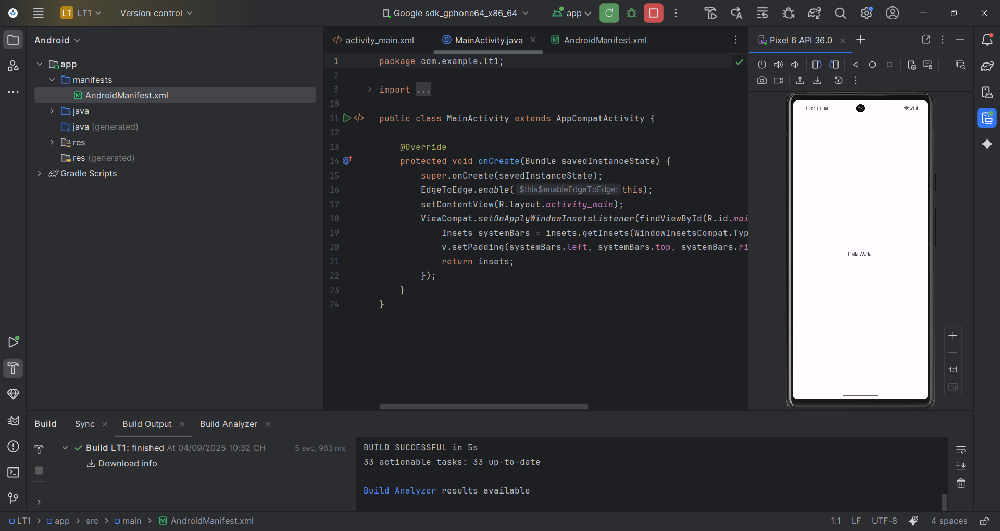 LT LT1 Version control Google sdk_gphone64_x86_64 app
Android
app
manifests
AndroidManifest.xml
java
java (generated)
res
res (generated)
Gradle Scripts
activity_main.xml MainActivity.java AndroidManifest.xml
1 package com.example.lt1;
2
3 import ...
10
11 public class MainActivity extends AppCompatActivity {
12
13 @Override
14 protected void onCreate(Bundle savedInstanceState) {
15 super.onCreate(savedInstanceState);
16 EdgeToEdge.enable( $this$enableEdgeToEdge: this);
17 setContentView(R.layout.activity_main);
18 ViewCompat.setOnApplyWindowInsetsListener(findViewById(R.id.mai
19 Insets systemBars = insets.getInsets(WindowInsetsCompat.Typ
20 v.setPadding(systemBars.left, systemBars.top, systemBars.ri
21 return insets;
22 });
23 }
24 }
Pixel 6 API 36.0
10:32
Hello World!
1:1
Build Sync Build Output Build Analyzer
Build LT1: finished At 04/09/2025 10:32 CH 5 sec, 963 ms
Download info
BUILD SUCCESSFUL in 5s
33 actionable tasks: 33 up-to-date
Build Analyzer results available
LT1 > app > src > main > AndroidManifest.xml
1:1 LF UTF-8 4 spaces